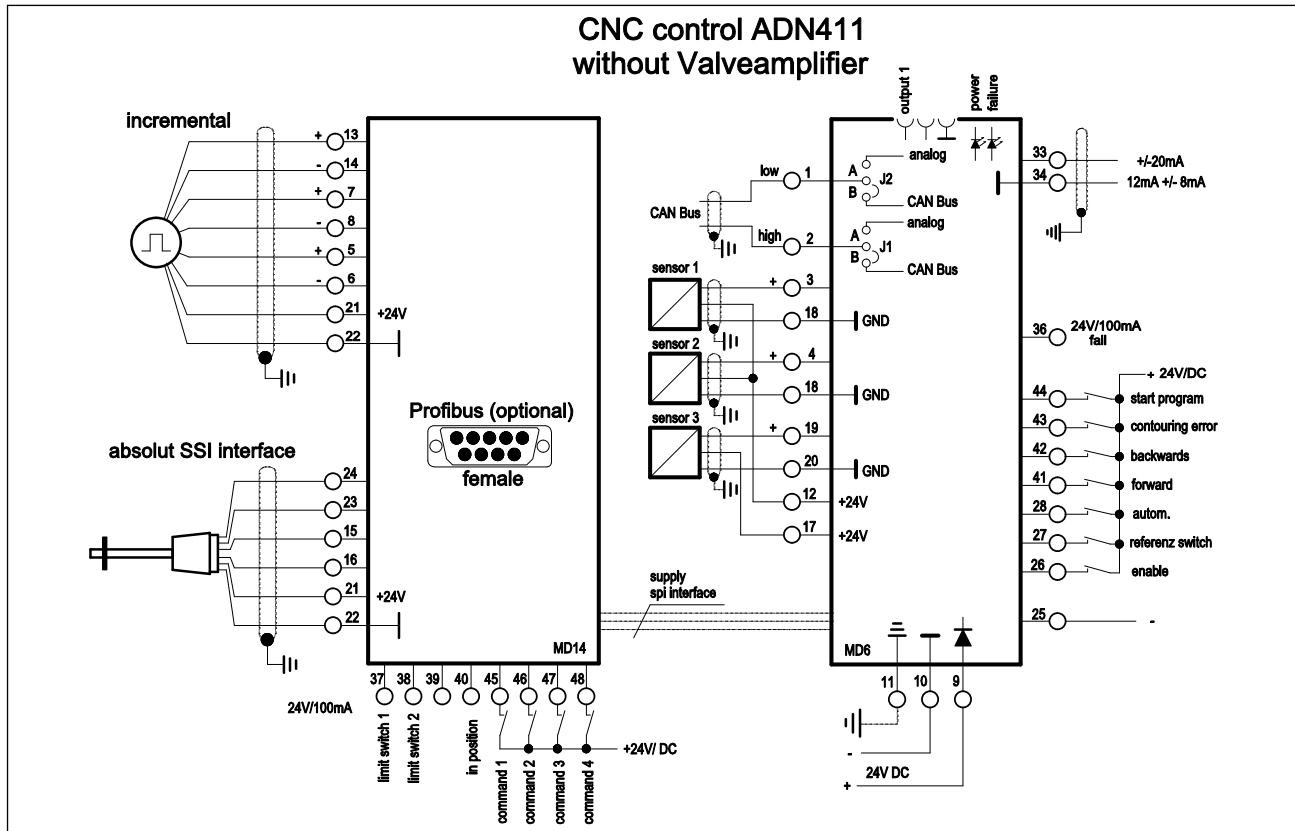 CNC control ADN411
without Valveamplifier
incremental
+ 13
- 14
+ 7
- 8
+ 5
- 6
21 +24V
22
absolut SSI interface
24
23
15
16
21 +24V
22
Profibus (optional)
female
MD14
24V/100mA
37
38
39
40
45
46
47
48
limit switch 1
limit switch 2
in position
command 1
command 2
command 3
command 4
+24V/ DC
supply
spi interface
output 1
power
failure
low 1
CAN Bus
high 2
A
B
J2
analog
CAN Bus
A
B
J1
analog
CAN Bus
sensor 1
+ 3
18 GND
sensor 2
+ 4
18 GND
sensor 3
+ 19
20 GND
12 +24V
17 +24V
MD6
11
10
9
-
24V DC
+
33 +/-20mA
34 12mA +/- 8mA
36 24V/100mA
fail
+ 24V/DC
44 start program
43 contouring error
42 backwards
41 forward
28 autom.
27 referenz switch
26 enable
25 -